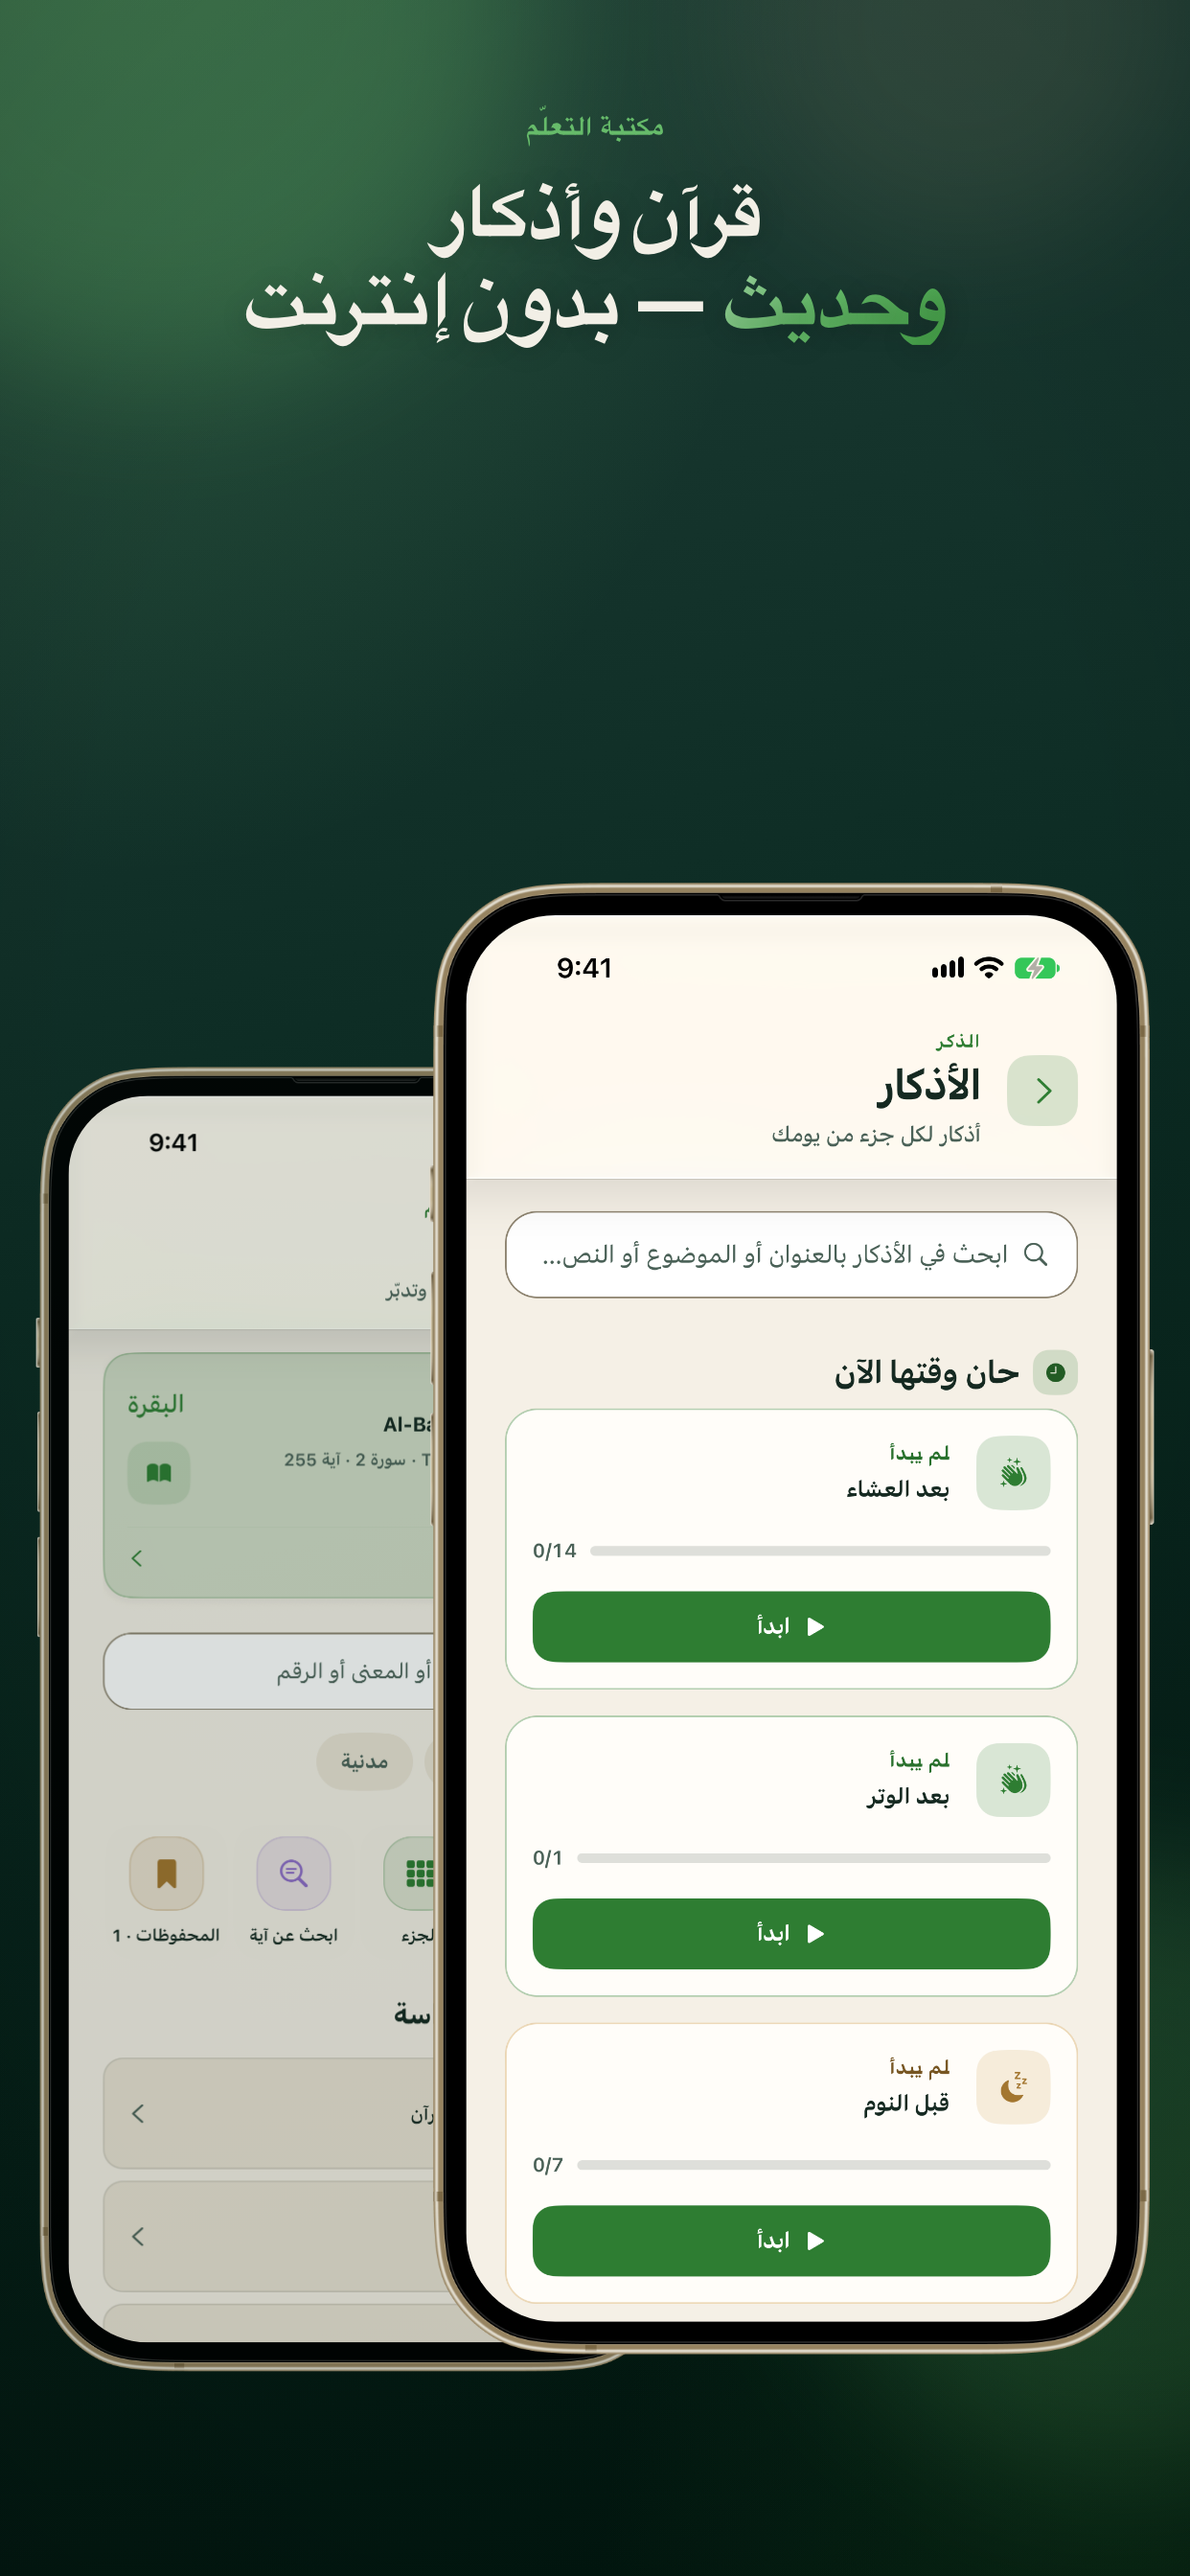 مكتبة التعلّم
قرآن وأذكار
وحديث — بدون إنترنت
9:41
الذكر
الأذكار
أذكار لكل جزء من يومك
ابحث في الأذكار بالعنوان أو الموضوع أو النص...
حان وقتها الآن
لم يبدأ
بعد العشاء
0/14
ابدأ
لم يبدأ
بعد الوتر
0/1
ابدأ
لم يبدأ
قبل النوم
0/7
ابدأ
9:41
وتدبّر
البقرة
سورة 2 · آية 255
أو المعنى أو الرقم
مدنية
ابحث عن آية
المحفوظات · 1